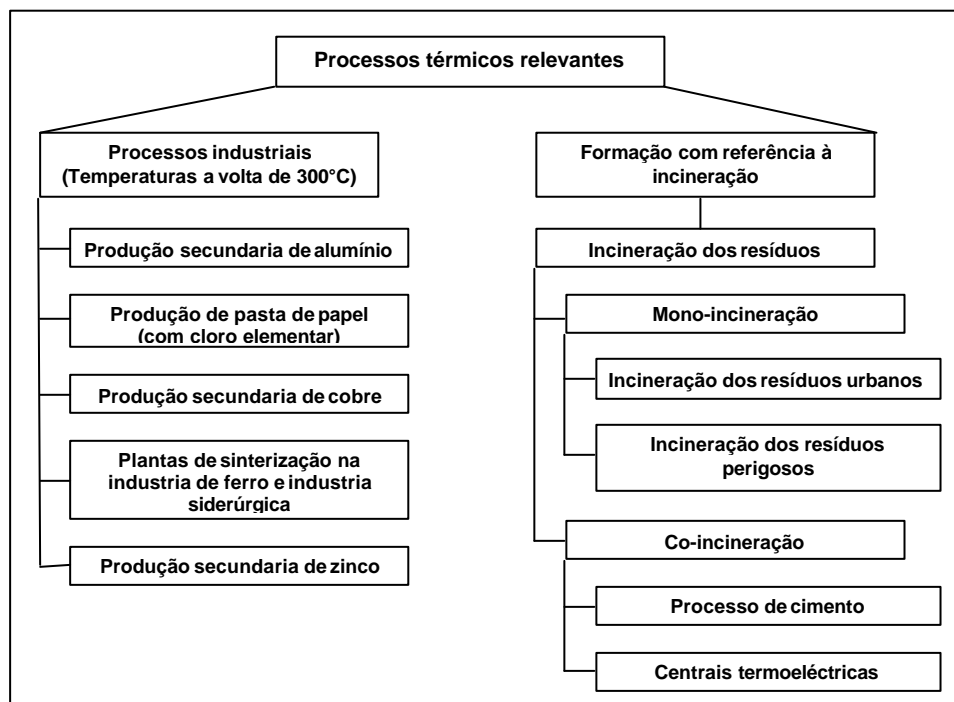 Processos térmicos relevantes
Processos industriais
(Temperaturas a volta de 300°C)
Produção secundaria de alumínio
Produção de pasta de papel
(com cloro elementar)
Produção secundaria de cobre
Plantas de sinterização na
industria de ferro e industria
siderúrgica
Produção secundaria de zinco
Formação com referência à
incineração
Incineração dos resíduos
Mono-incineração
Incineração dos resíduos urbanos
Incineração dos resíduos
perigosos
Co-incineração
Processo de cimento
Centrais termoeléctricas